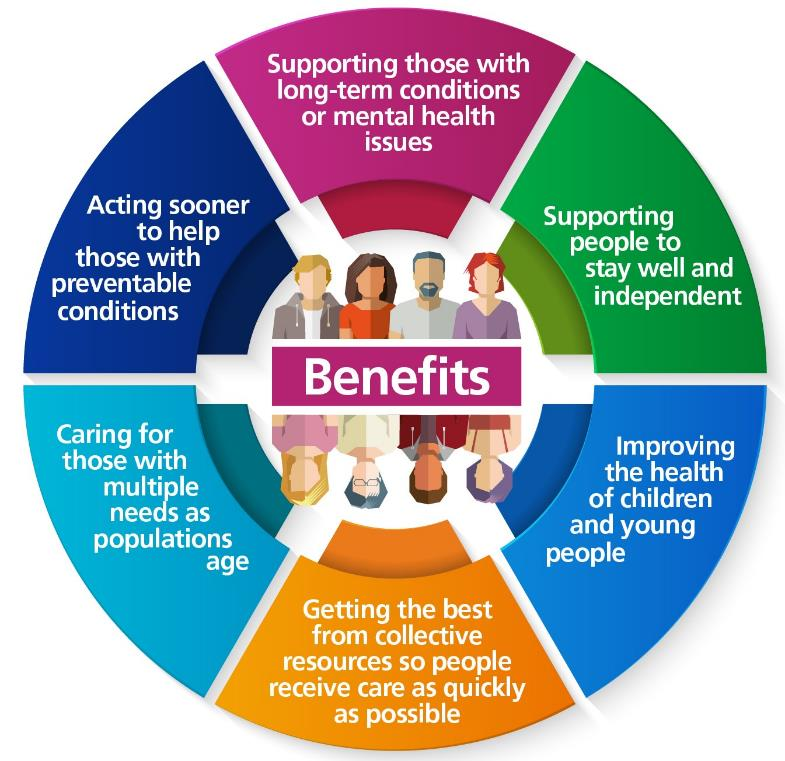 Supporting those with
long-term conditions
or mental health
issues
Supporting
people to
stay well and
independent
Improving
the health
of children
and young
people
Getting the best
from collective
resources so people
receive care as quickly
as possible
Caring for
those with
multiple
needs as
populations
age
Acting sooner
to help
those with
preventable
conditions
Benefits